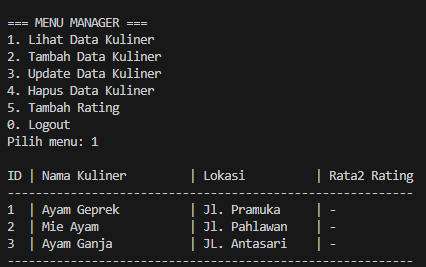 === MENU MANAGER ===
1. Lihat Data Kuliner
2. Tambah Data Kuliner
3. Update Data Kuliner
4. Hapus Data Kuliner
5. Tambah Rating
0. Logout
Pilih menu: 1
ID | Nama Kuliner | Lokasi | Rata2 Rating
----------------------------------------------------------
1 | Ayam Geprek | Jl. Pramuka | -
2 | Mie Ayam | Jl. Pahlawan | -
3 | Ayam Ganja | JL. Antasari | -
----------------------------------------------------------